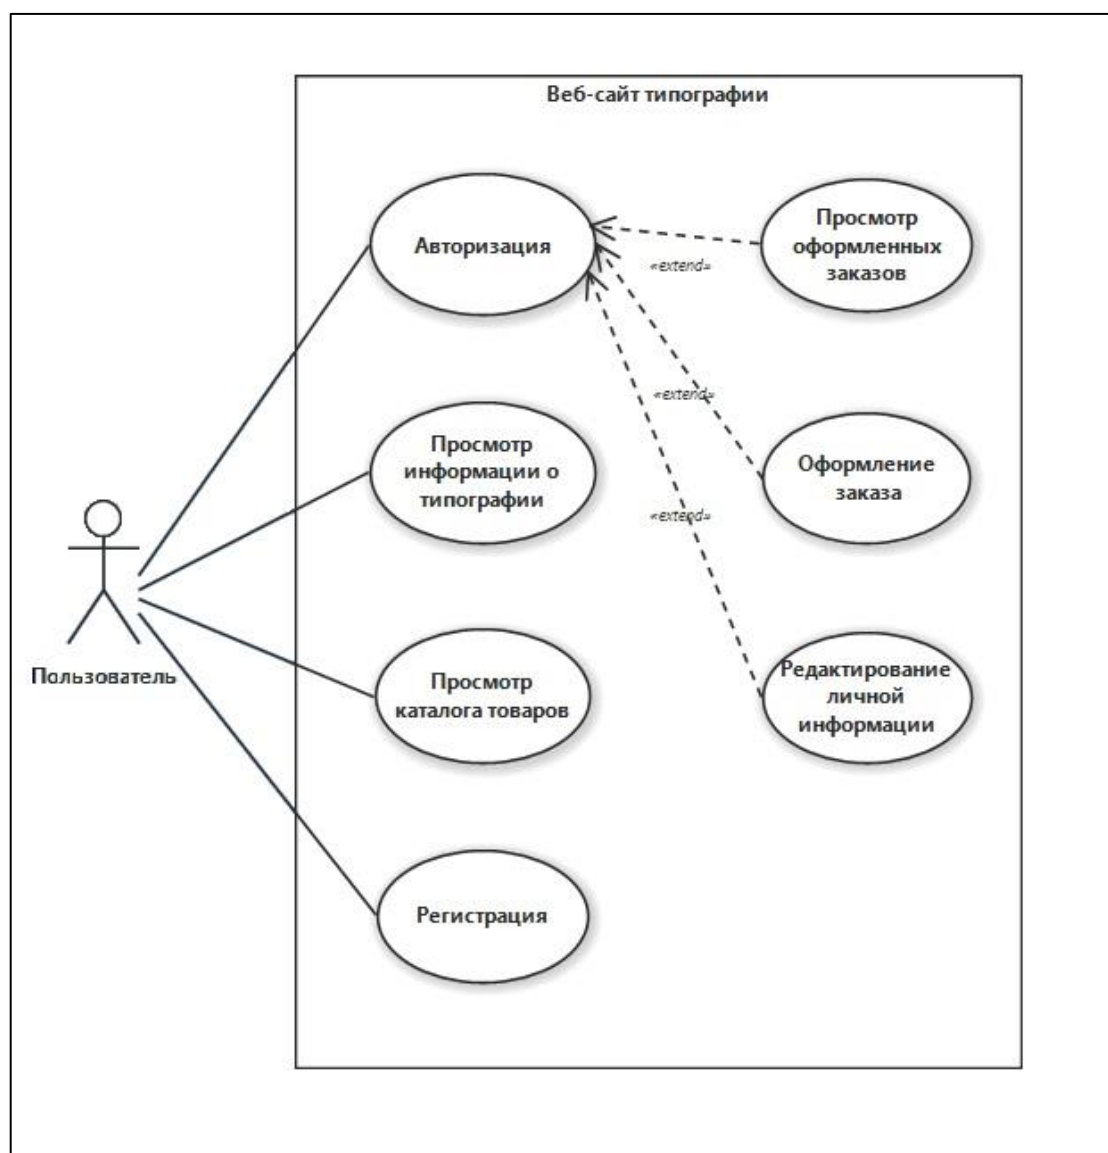 Веб-сайт типографии
Авторизация
Просмотр
оформленных
заказов
«extend»
«extend»
Просмотр
информации о
типографии
Оформление
заказа
«extend»
Пользователь
Просмотр
каталога товаров
Редактирование
личной
информации
Регистрация